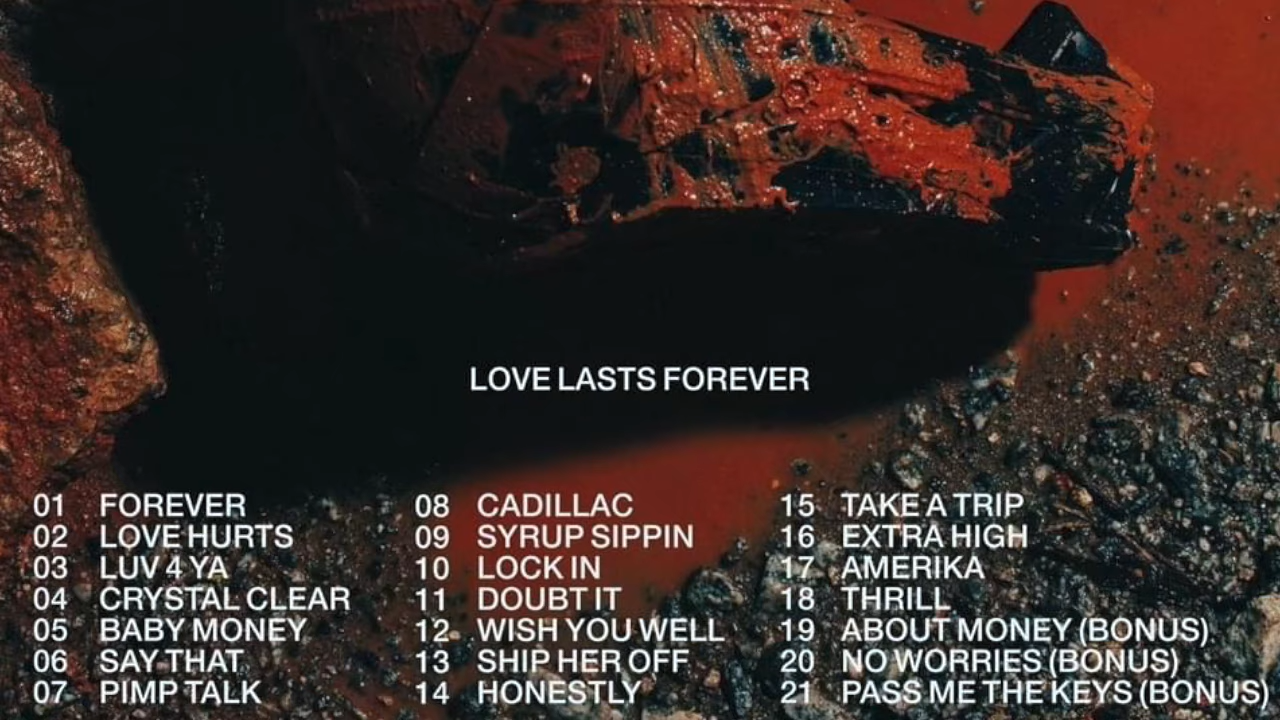 LOVE LASTS FOREVER
01 FOREVER
02 LOVE HURTS
03 LUV 4 YA
04 CRYSTAL CLEAR
05 BABY MONEY
06 SAY THAT
07 PIMP TALK
08 CADILLAC
09 SYRUP SIPPIN
10 LOCK IN
11 DOUBT IT
12 WISH YOU WELL
13 SHIP HER OFF
14 HONESTLY
15 TAKE A TRIP
16 EXTRA HIGH
17 AMERIKA
18 THRILL
19 ABOUT MONEY (BONUS)
20 NO WORRIES (BONUS)
21 PASS ME THE KEYS (BONUS)